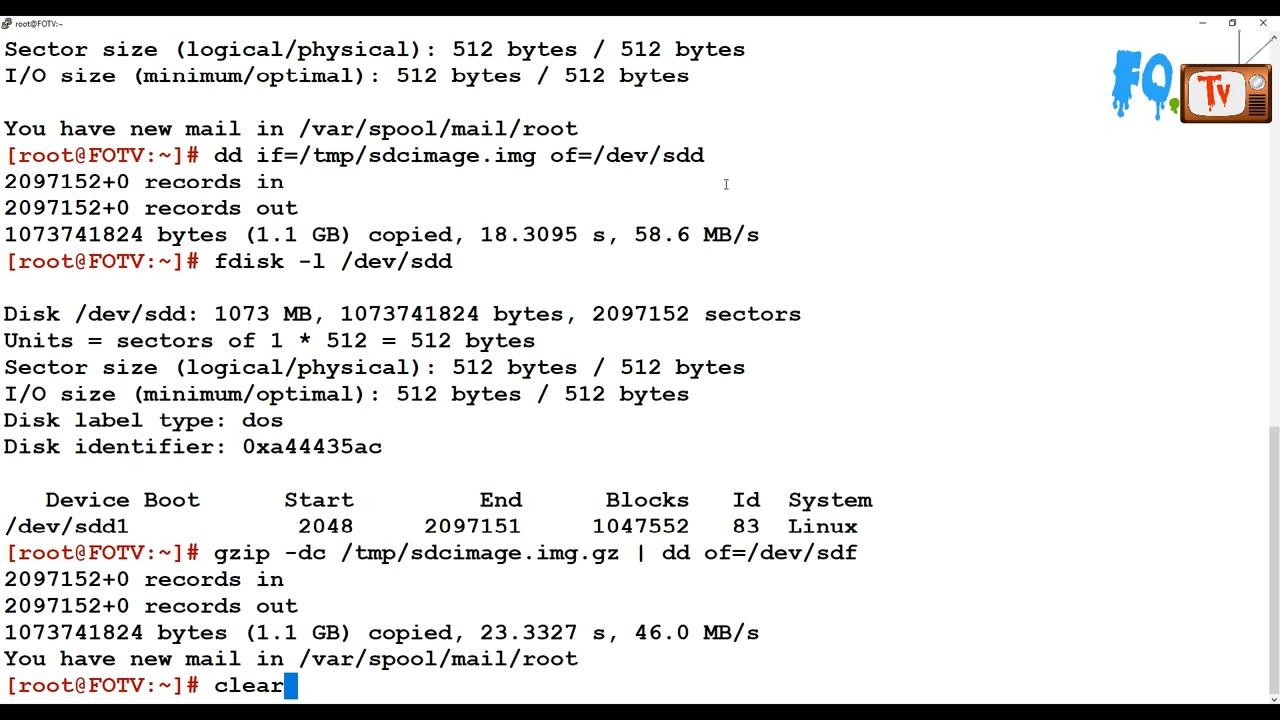 root@FOTV:~
Sector size (logical/physical): 512 bytes / 512 bytes
I/O size (minimum/optimal): 512 bytes / 512 bytes
You have new mail in /var/spool/mail/root
[root@FOTV:~]# dd if=/tmp/sdcimage.img of=/dev/sdd
2097152+0 records in
2097152+0 records out
1073741824 bytes (1.1 GB) copied, 18.3095 s, 58.6 MB/s
[root@FOTV:~]# fdisk -l /dev/sdd
Disk /dev/sdd: 1073 MB, 1073741824 bytes, 2097152 sectors
Units = sectors of 1 * 512 = 512 bytes
Sector size (logical/physical): 512 bytes / 512 bytes
I/O size (minimum/optimal): 512 bytes / 512 bytes
Disk label type: dos
Disk identifier: 0xa44435ac
Device Boot Start End Blocks Id System
/dev/sdd1 2048 2097151 1047552 83 Linux
[root@FOTV:~]# gzip -dc /tmp/sdcimage.img.gz | dd of=/dev/sdf
2097152+0 records in
2097152+0 records out
1073741824 bytes (1.1 GB) copied, 23.3327 s, 46.0 MB/s
You have new mail in /var/spool/mail/root
[root@FOTV:~]# clear
FO.
Tv